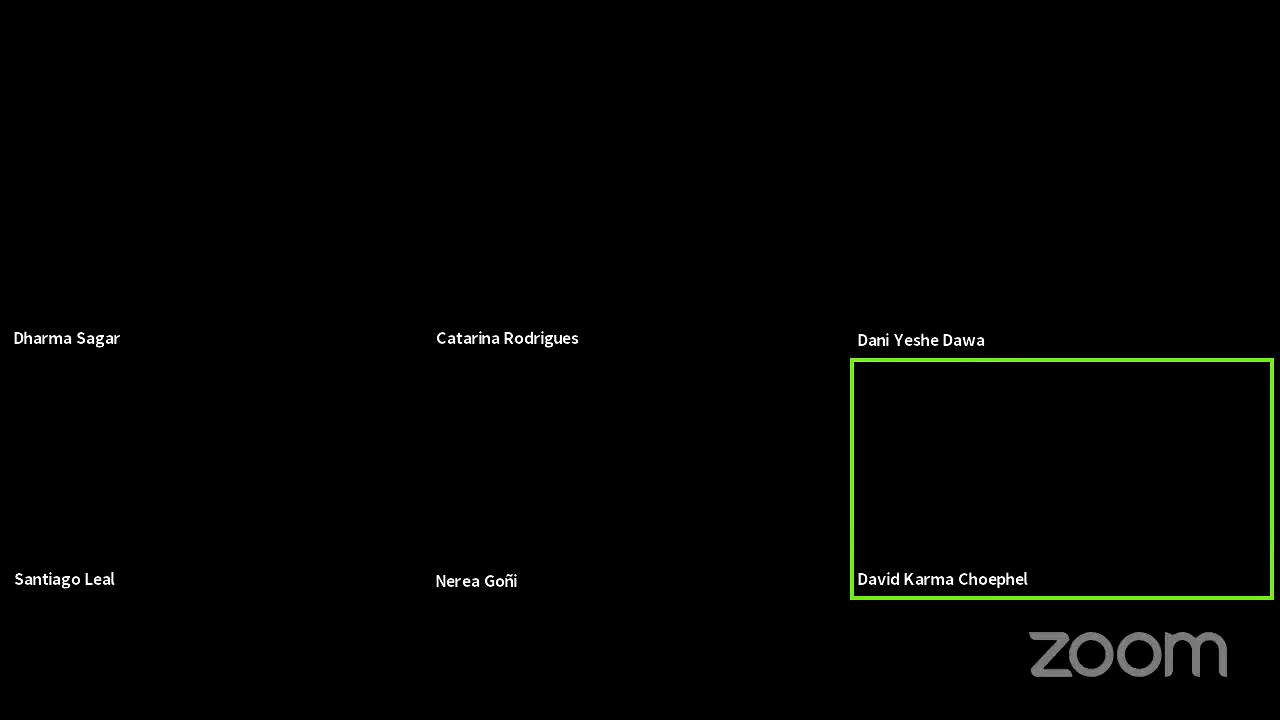 Dharma Sagar
Catarina Rodrigues
Dani Yeshe Dawa
Santiago Leal
Nerea Goñi
David Karma Choephel
zoom